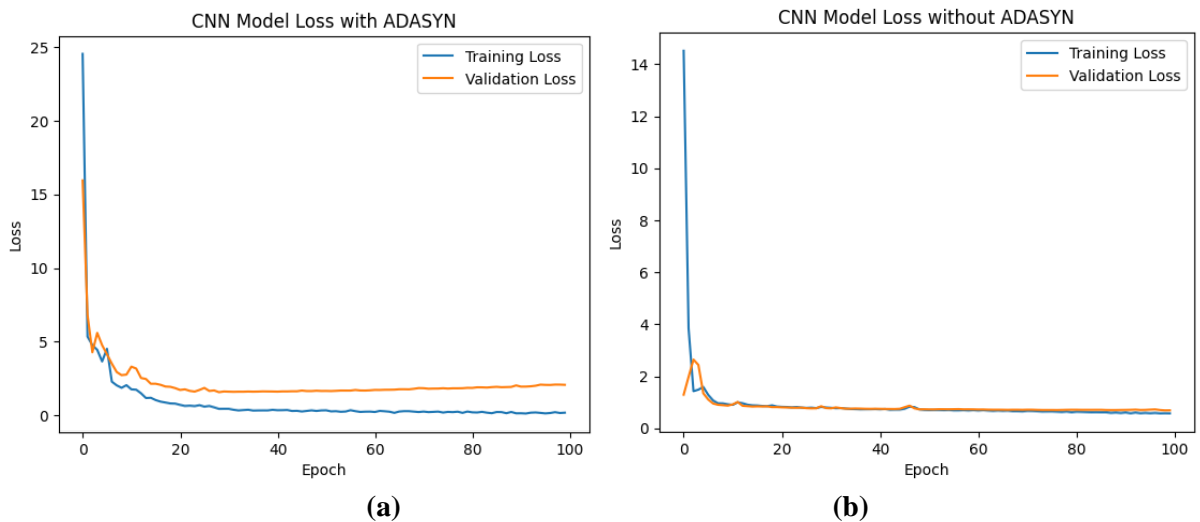 CNN Model Loss with ADASYN
25
20
15
10
5
0
Loss
0
20
40
60
80
100
Epoch
Training Loss
Validation Loss
(a)
CNN Model Loss without ADASYN
14
12
10
8
6
4
2
0
Loss
0
20
40
60
80
100
Epoch
Training Loss
Validation Loss
(b)